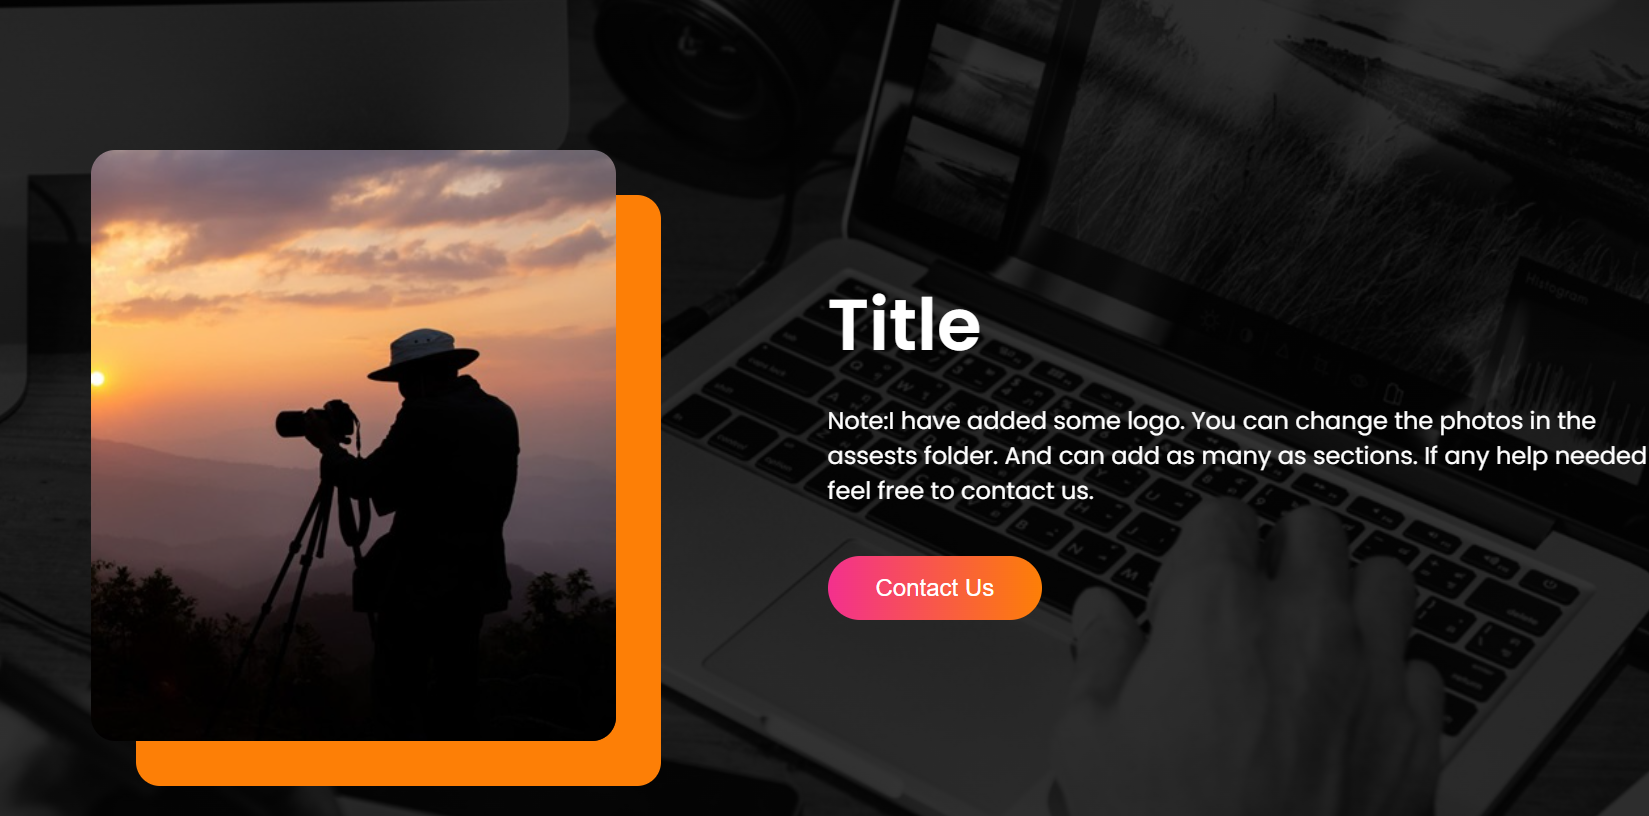 Histogram
Title
Note:I have added some logo. You can change the photos in the
assests folder. And can add as many as sections. If any help needed
feel free to contact us.
Contact Us